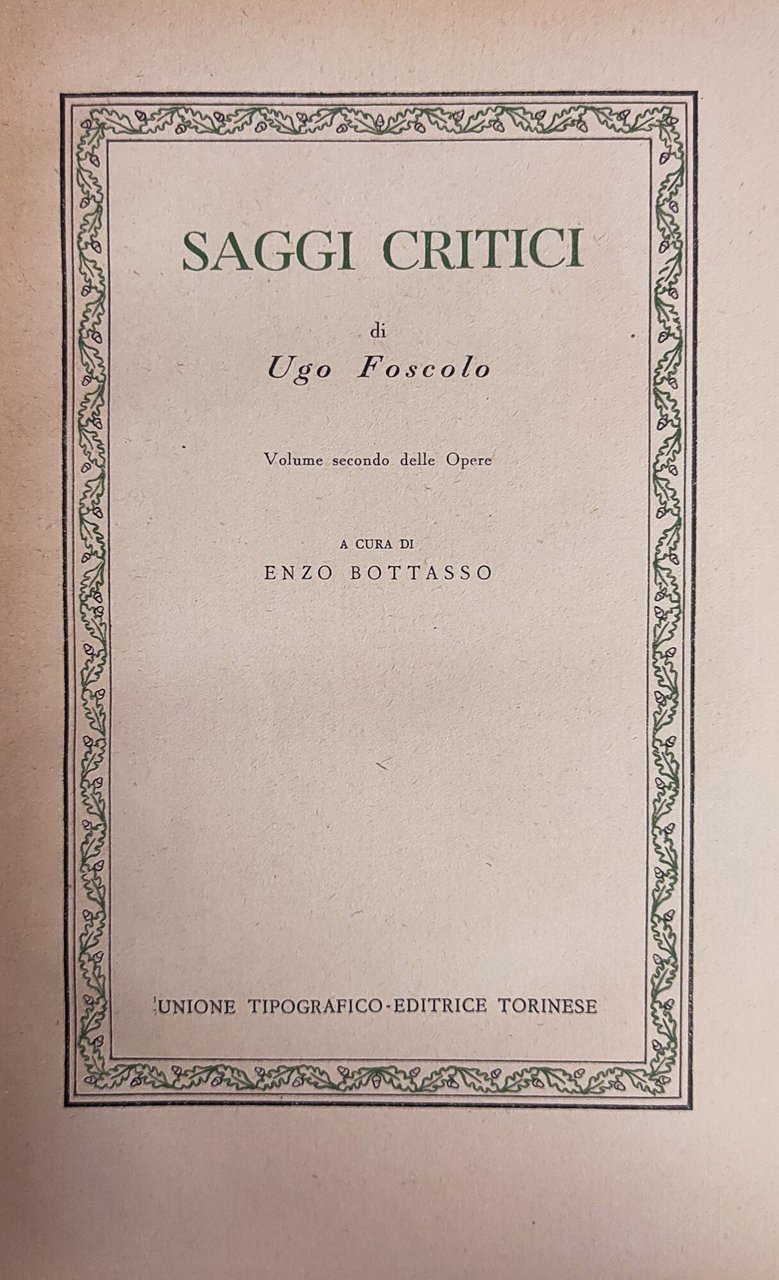 SAGGI CRITICI
di
Ugo Foscolo
Volume secondo delle Opere
A CURA DI
ENZO BOTTASSO
UNIONE TIPOGRAFICO-EDITRICE TORINESE